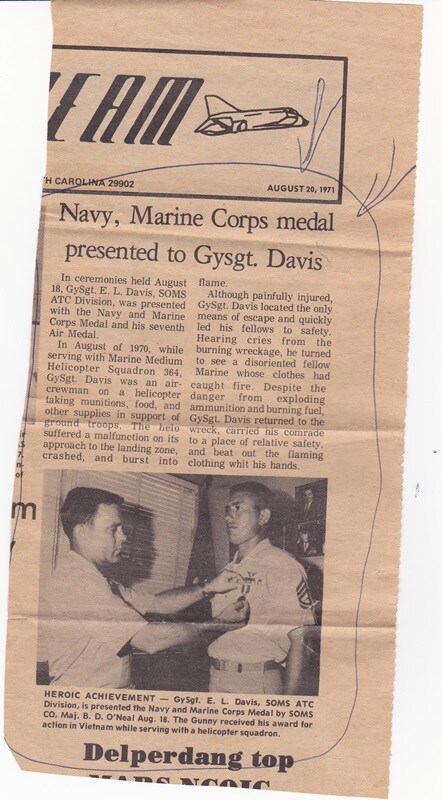 EAM
H CAROLINA 29902
AUGUST 20, 1971
Navy, Marine Corps medal
presented to Gysgt. Davis
In ceremonies held August
18, GySgt. E. L. Davis, SOMS
ATC Division, was presented
with the Navy and Marine
Corps Medal and his seventh
Air Medal.
In August of 1970, while
serving with Marine Medium
Helicopter Squadron 364,
GySgt. Davis was an air-
crewman on a helicopter
taking munitions, food, and
other supplies in support of
ground troops. The helo
suffered a malfunction on its
approach to the landing zone,
crashed, and burst into
flame.
Although painfully injured,
GySgt. Davis located the only
means of escape and quickly
led his fellows to safety.
Hearing cries from the
burning wreckage, he turned
to see a disoriented fellow
Marine whose clothes had
caught fire. Despite the
danger from exploding
ammunition and burning fuel,
GySgt. Davis returned to the
wreck, carried his comrade
to a place of relative safety,
and beat out the flaming
clothing whit his hands.
HEROIC ACHIEVEMENT — GySgt. E. L. Davis, SOMS ATC
Division, is presented the Navy and Marine Corps Medal by SOMS
CO, Maj. B. D. O'Neal Aug. 18. The Gunny received his award for
action in Vietnam while serving with a helicopter squadron.
Delperdang top
MARS NCOIC